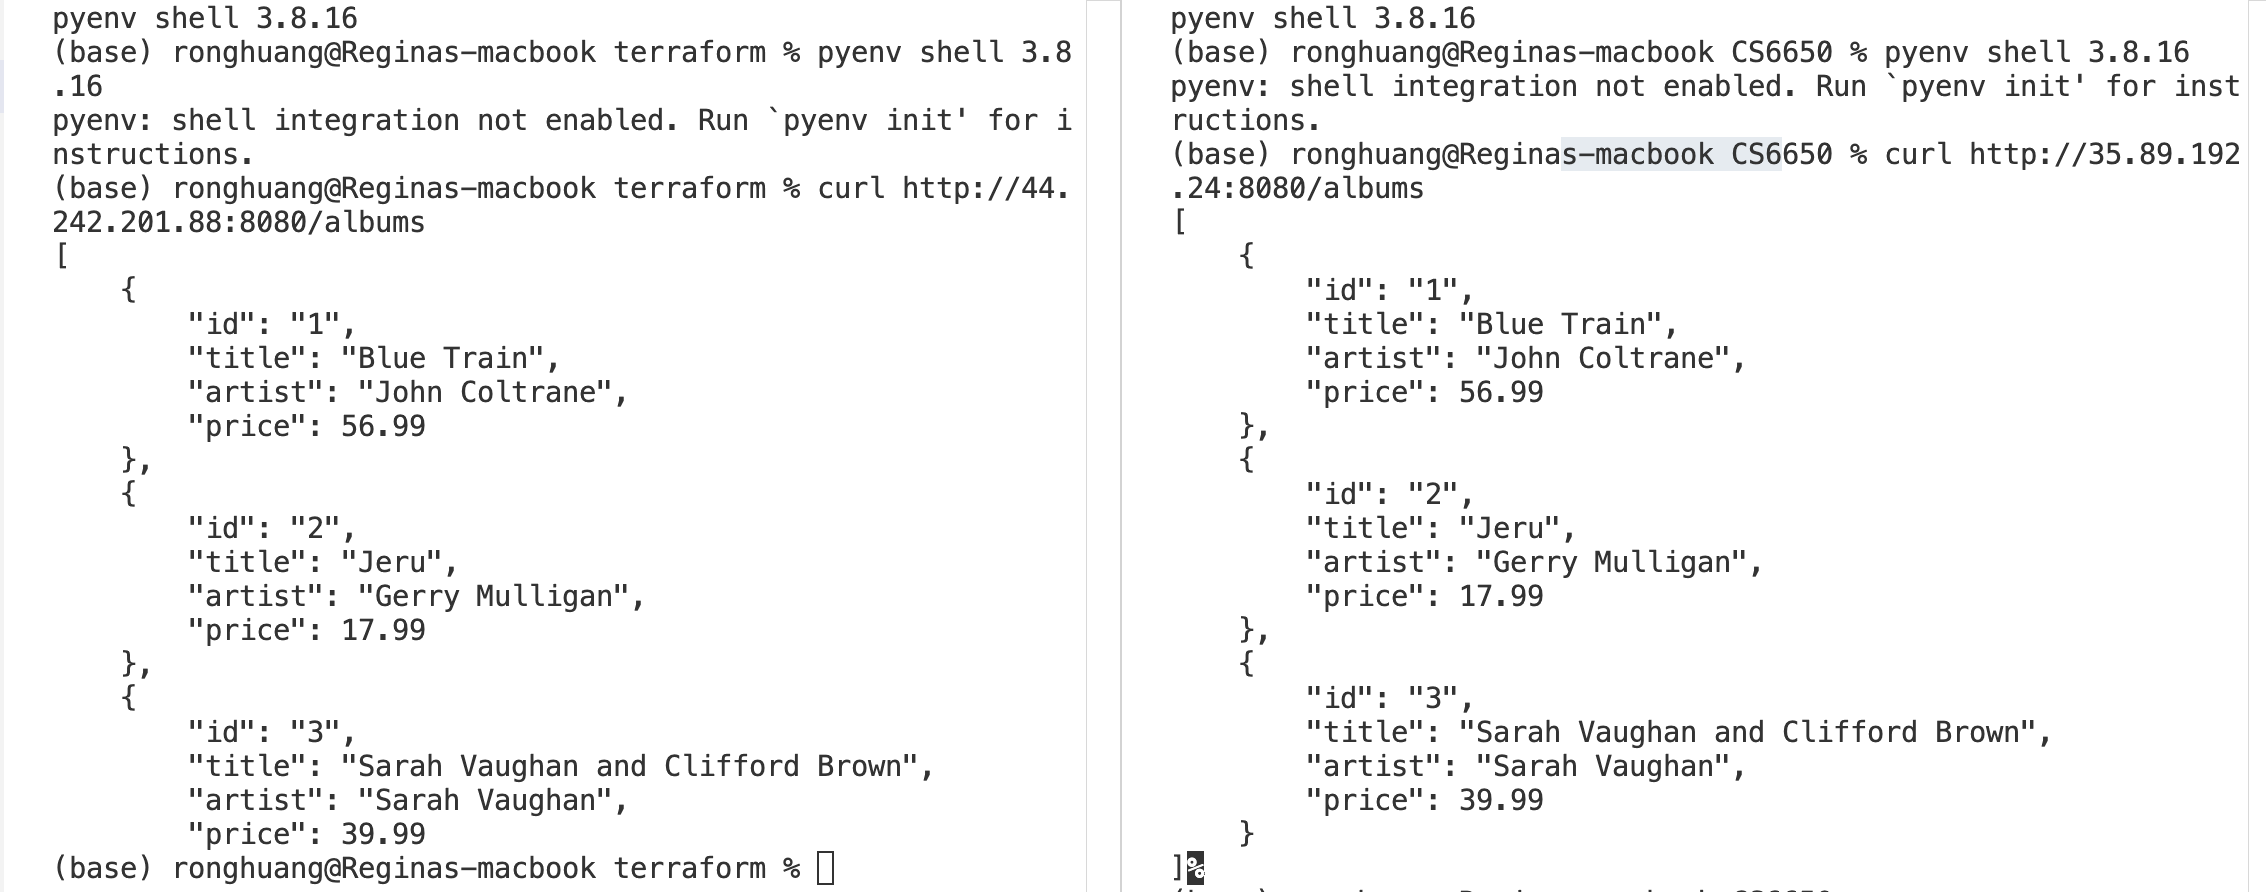 pyenv shell 3.8.16
(base) ronghuang@Reginas-macbook terraform % pyenv shell 3.8
.16
pyenv: shell integration not enabled. Run `pyenv init' for i
nstructions.
(base) ronghuang@Reginas-macbook terraform % curl http://44.
242.201.88:8080/albums
[
    {
        "id": "1",
        "title": "Blue Train",
        "artist": "John Coltrane",
        "price": 56.99
    },
    {
        "id": "2",
        "title": "Jeru",
        "artist": "Gerry Mulligan",
        "price": 17.99
    },
    {
        "id": "3",
        "title": "Sarah Vaughan and Clifford Brown",
        "artist": "Sarah Vaughan",
        "price": 39.99
(base) ronghuang@Reginas-macbook terraform %
pyenv shell 3.8.16
(base) ronghuang@Reginas-macbook CS6650 % pyenv shell 3.8.16
pyenv: shell integration not enabled. Run `pyenv init' for inst
ructions.
(base) ronghuang@Reginas-macbook CS6650 % curl http://35.89.192
.24:8080/albums
[
    {
        "id": "1",
        "title": "Blue Train",
        "artist": "John Coltrane",
        "price": 56.99
    },
    {
        "id": "2",
        "title": "Jeru",
        "artist": "Gerry Mulligan",
        "price": 17.99
    },
    {
        "id": "3",
        "title": "Sarah Vaughan and Clifford Brown",
        "artist": "Sarah Vaughan",
        "price": 39.99
    }
]%